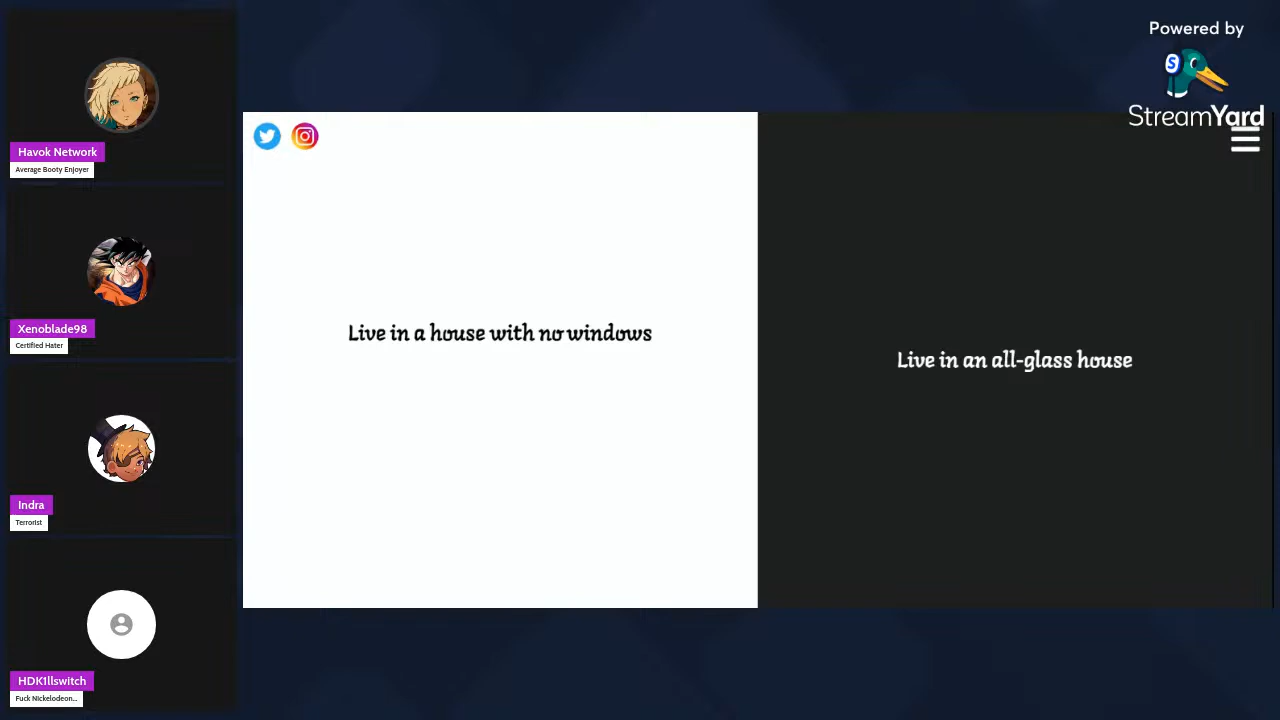 Powered by
S
StreamYard
Havok Network
Average Booty Enjoyer
Live in a house with no windows
Live in an all-glass house
Xenoblade98
Certified Hater
Indra
Terrorist
HDK1llswitch
Fuck Nickelodeon...